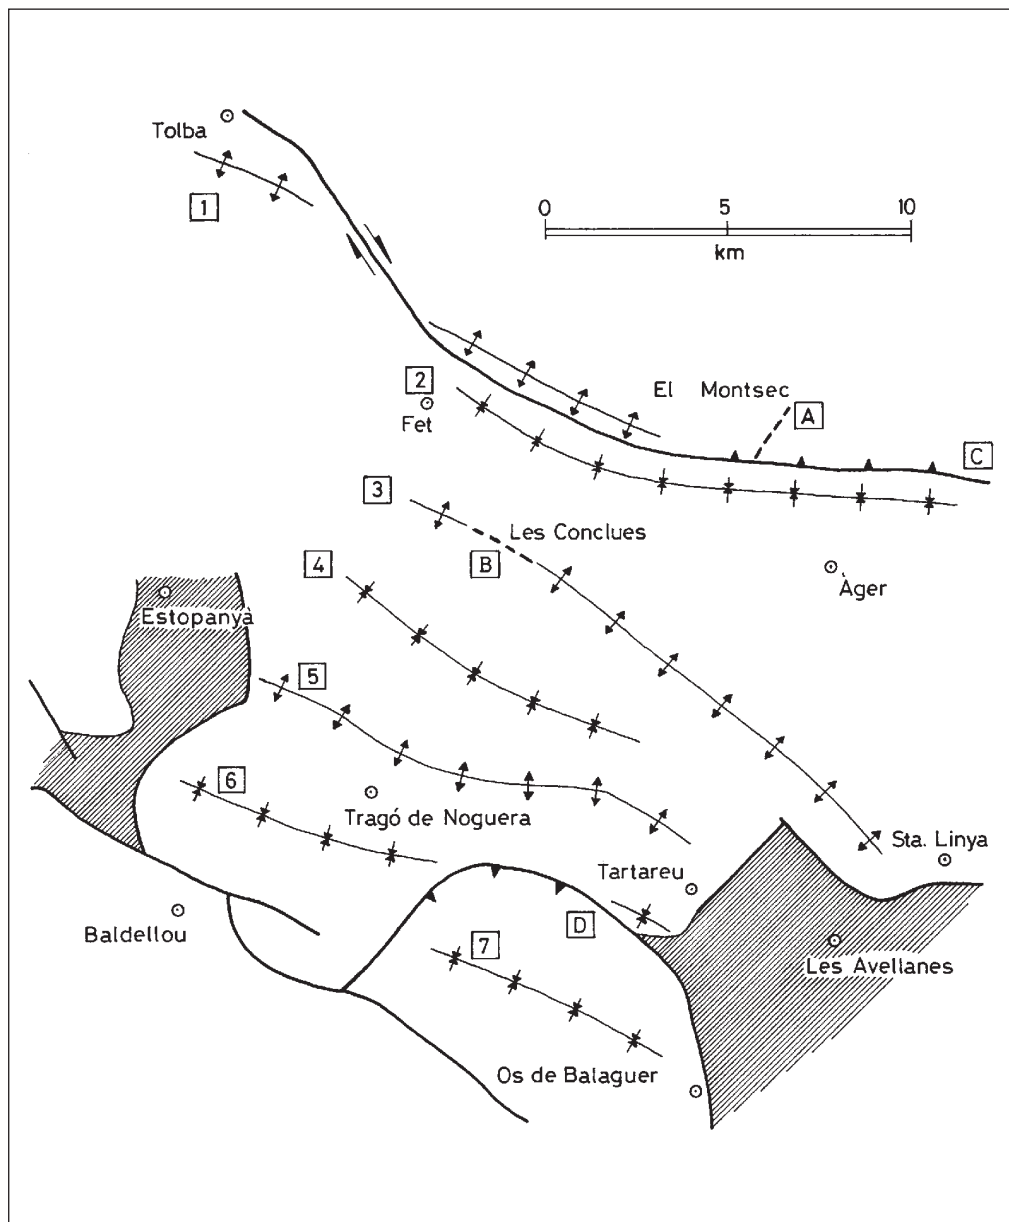 Tolba
1
0 5 10
km
El Montsec
2
A
Fet
C
3
Les Conclues
4
B
Àger
Estopanyà
5
6
Tragó de Noguera
Sta. Linya
Tartareu
Baldellou
D
7
Les Avellanes
Os de Balaguer